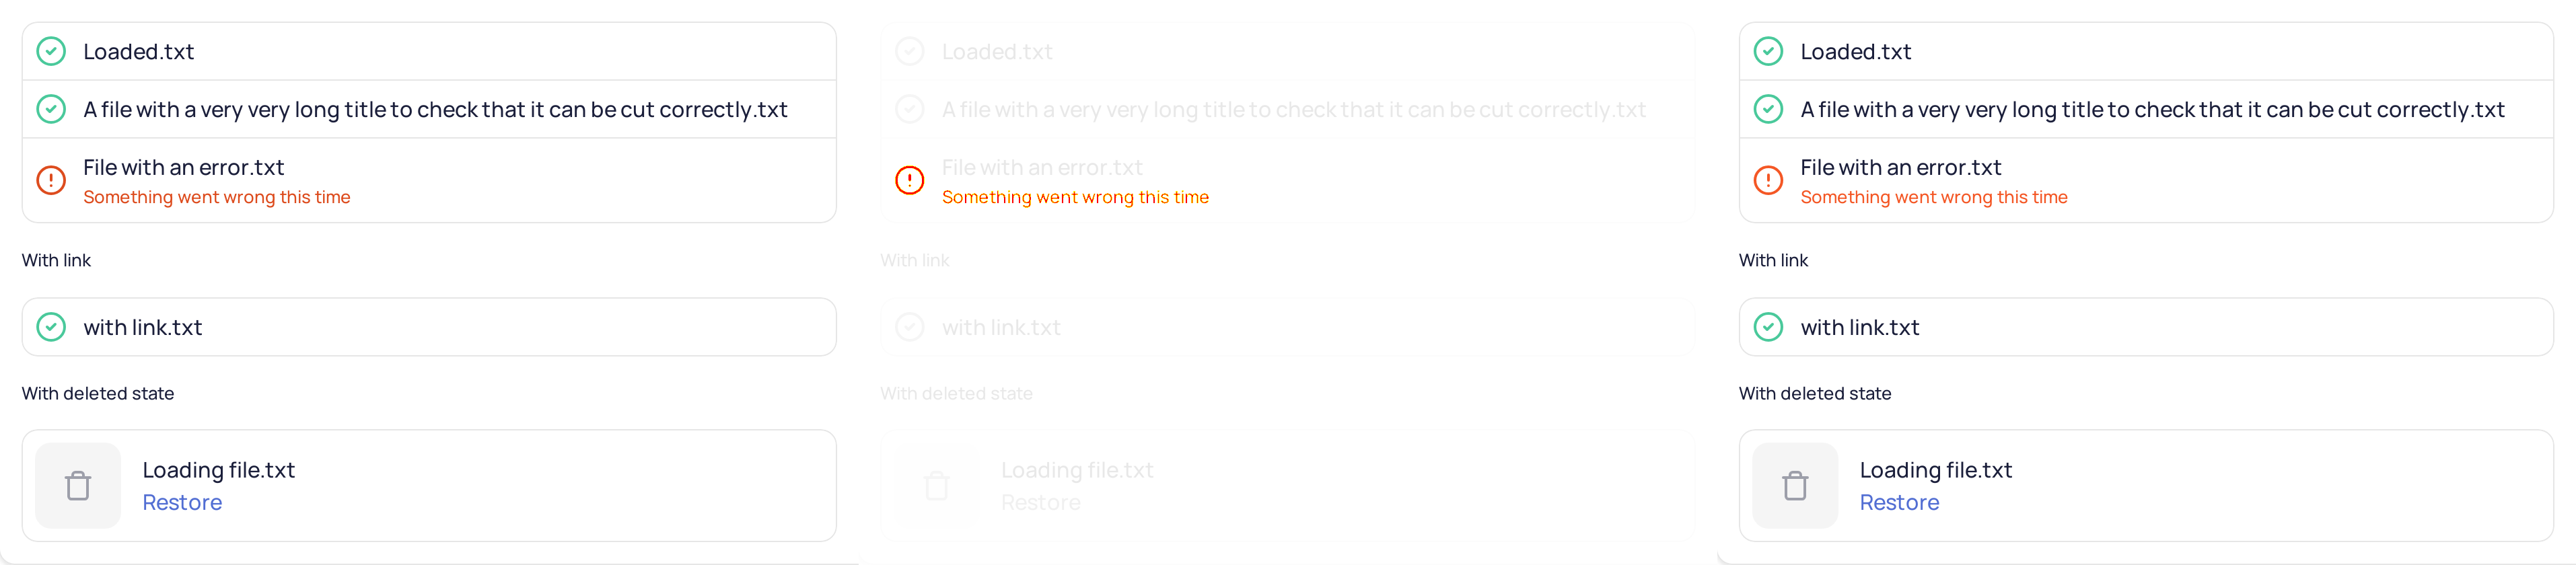 Loaded.txt
A file with a very very long title to check that it can be cut correctly.txt
File with an error.txt
Something went wrong this time
With link
with link.txt
With deleted state
Loading file.txt
Restore
Loaded.txt
A file with a very very long title to check that it can be cut correctly.txt
File with an error.txt
Something went wrong this time
With link
with link.txt
With deleted state
Loading file.txt
Restore
Loaded.txt
A file with a very very long title to check that it can be cut correctly.txt
File with an error.txt
Something went wrong this time
With link
with link.txt
With deleted state
Loading file.txt
Restore